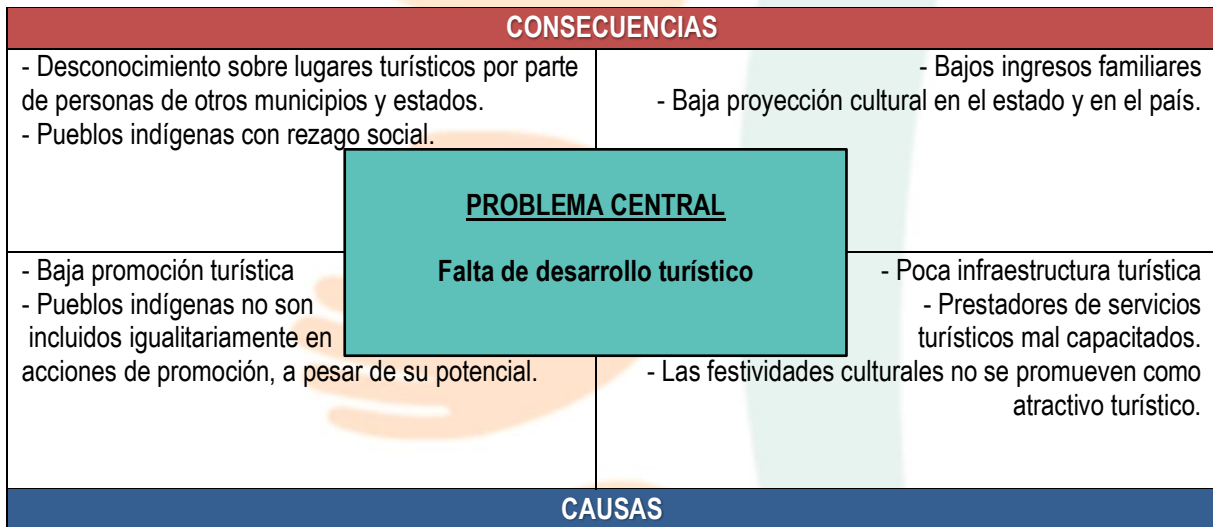 CONSECUENCIAS
- Desconocimiento sobre lugares turísticos por parte
de personas de otros municipios y estados.
- Pueblos indígenas con rezago social.
- Bajos ingresos familiares
- Baja proyección cultural en el estado y en el país.
PROBLEMA CENTRAL
Falta de desarrollo turístico
- Baja promoción turística
- Pueblos indígenas no son
incluidos igualitariamente en
acciones de promoción, a pesar de su potencial.
- Poca infraestructura turística
- Prestadores de servicios
turísticos mal capacitados.
- Las festividades culturales no se promueven como
atractivo turístico.
CAUSAS